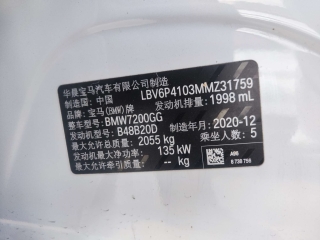 华晨宝马汽车有限公司制造
制造国: 中国 LBV6P4103MMZ31759
品牌: 宝马(BMW)牌 发动机排量: 1998 mL
整车型号: BMW7200GG
发动机型号: B48B20D 制造年月: 2020-12
最大允许总质量: 2055 kg 乘坐人数: 5
发动机最大净功率: 135 kW
最大允许牵引质量: -- kg